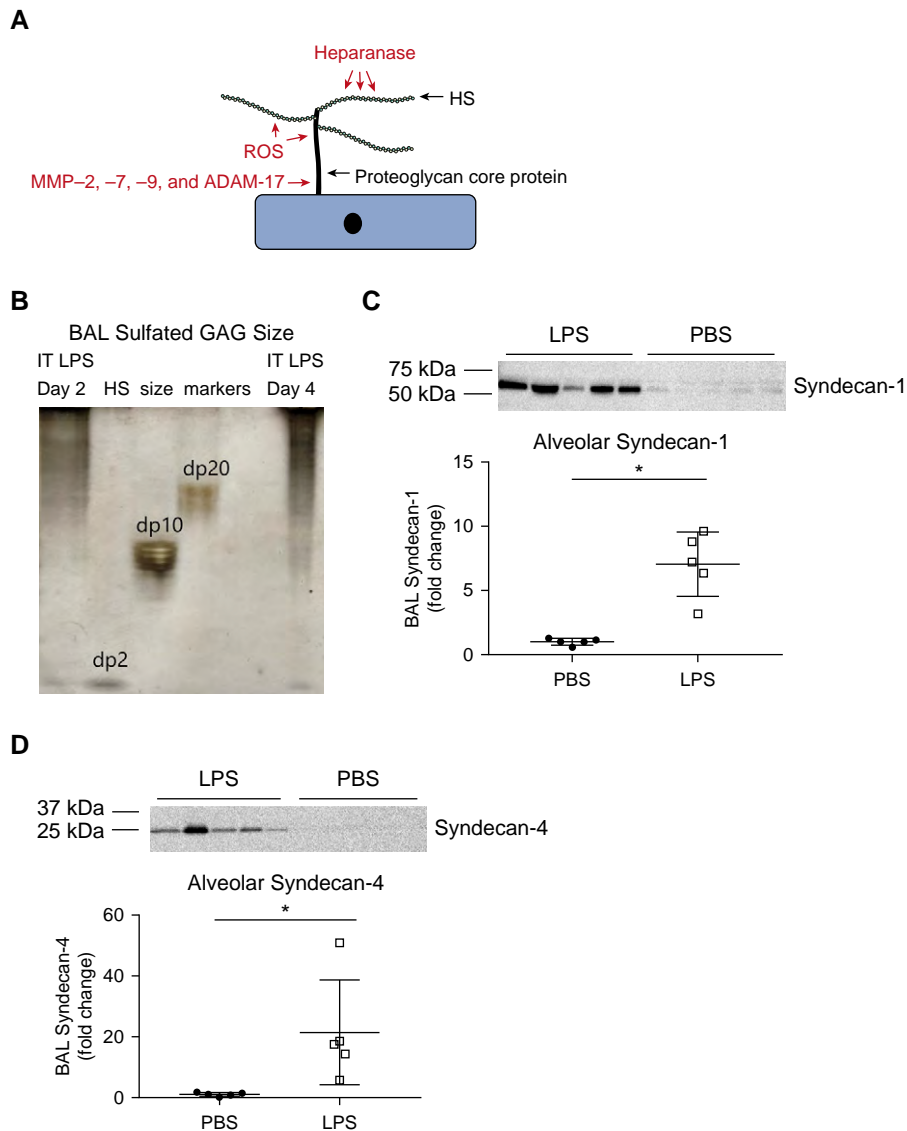 A
Heparanase
HS
ROS
MMP–2, –7, –9, and ADAM-17
Proteoglycan core protein
B
BAL Sulfated GAG Size
IT LPS
Day 2
HS size markers
IT LPS
Day 4
dp20
dp10
dp2
C
LPS
PBS
75 kDa
50 kDa
Syndecan-1
Alveolar Syndecan-1
*
BAL Syndecan-1
(fold change)
15
10
5
0
PBS
LPS
D
LPS
PBS
37 kDa
25 kDa
Syndecan-4
Alveolar Syndecan-4
*
BAL Syndecan-4
(fold change)
60
40
20
0
PBS
LPS